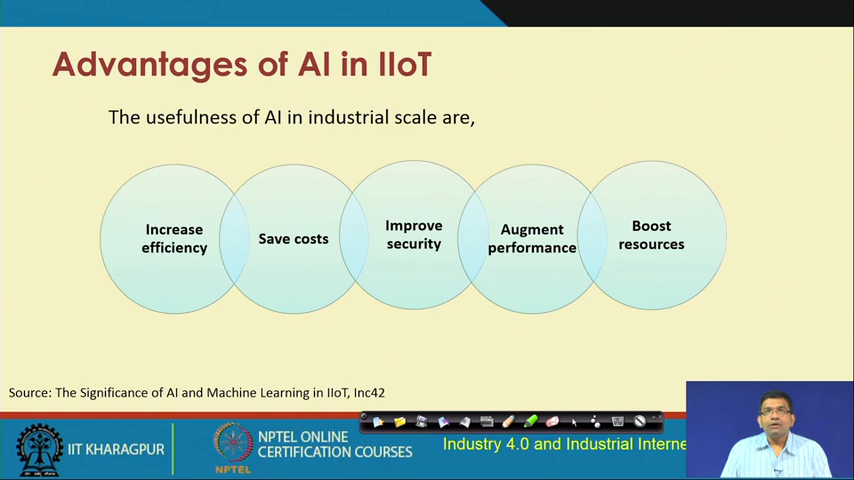 Advantages of AI in IIoT
The usefulness of AI in industrial scale are,
Increase
efficiency
Save costs
Improve
security
Augment
performance
Boost
resources
Source: The Significance of AI and Machine Learning in IIoT, Inc42
IIT KHARAGPUR
NPTEL
NPTEL ONLINE
CERTIFICATION COURSES
Industry 4.0 and Industrial Interne